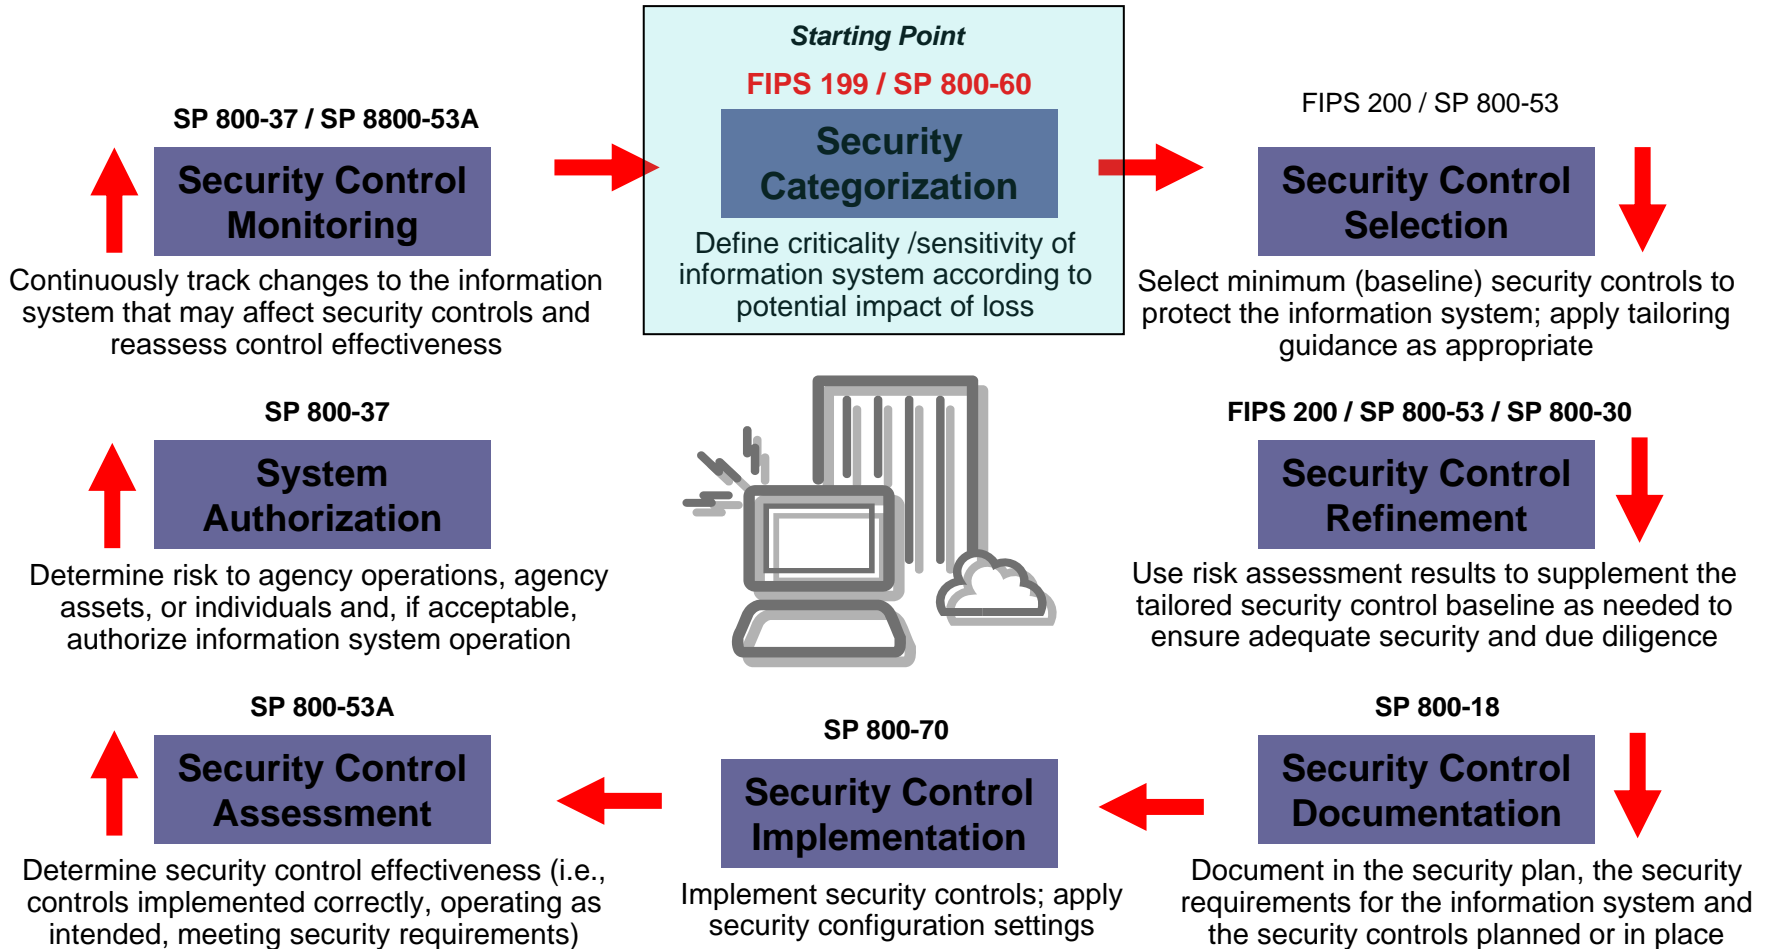 Starting Point
FIPS 199 / SP 800-60
Security
Categorization
Define criticality /sensitivity of
information system according to
potential impact of loss
FIPS 200 / SP 800-53
Security Control
Selection
Select minimum (baseline) security controls to
protect the information system; apply tailoring
guidance as appropriate
FIPS 200 / SP 800-53 / SP 800-30
Security Control
Refinement
Use risk assessment results to supplement the
tailored security control baseline as needed to
ensure adequate security and due diligence
SP 800-18
Security Control
Documentation
Document in the security plan, the security
requirements for the information system and
the security controls planned or in place
SP 800-70
Security Control
Implementation
Implement security controls; apply
security configuration settings
SP 800-53A
Security Control
Assessment
Determine security control effectiveness (i.e.,
controls implemented correctly, operating as
intended, meeting security requirements)
SP 800-37
System
Authorization
Determine risk to agency operations, agency
assets, or individuals and, if acceptable,
authorize information system operation
SP 800-37 / SP 8800-53A
Security Control
Monitoring
Continuously track changes to the information
system that may affect security controls and
reassess control effectiveness